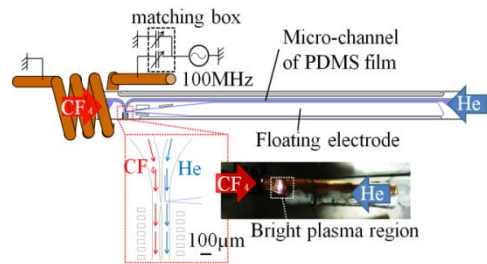 matching box
100MHz
Micro-channel
of PDMS film
CF4
He
Floating electrode
CF4
He
CF4
He
Bright plasma region
100μm